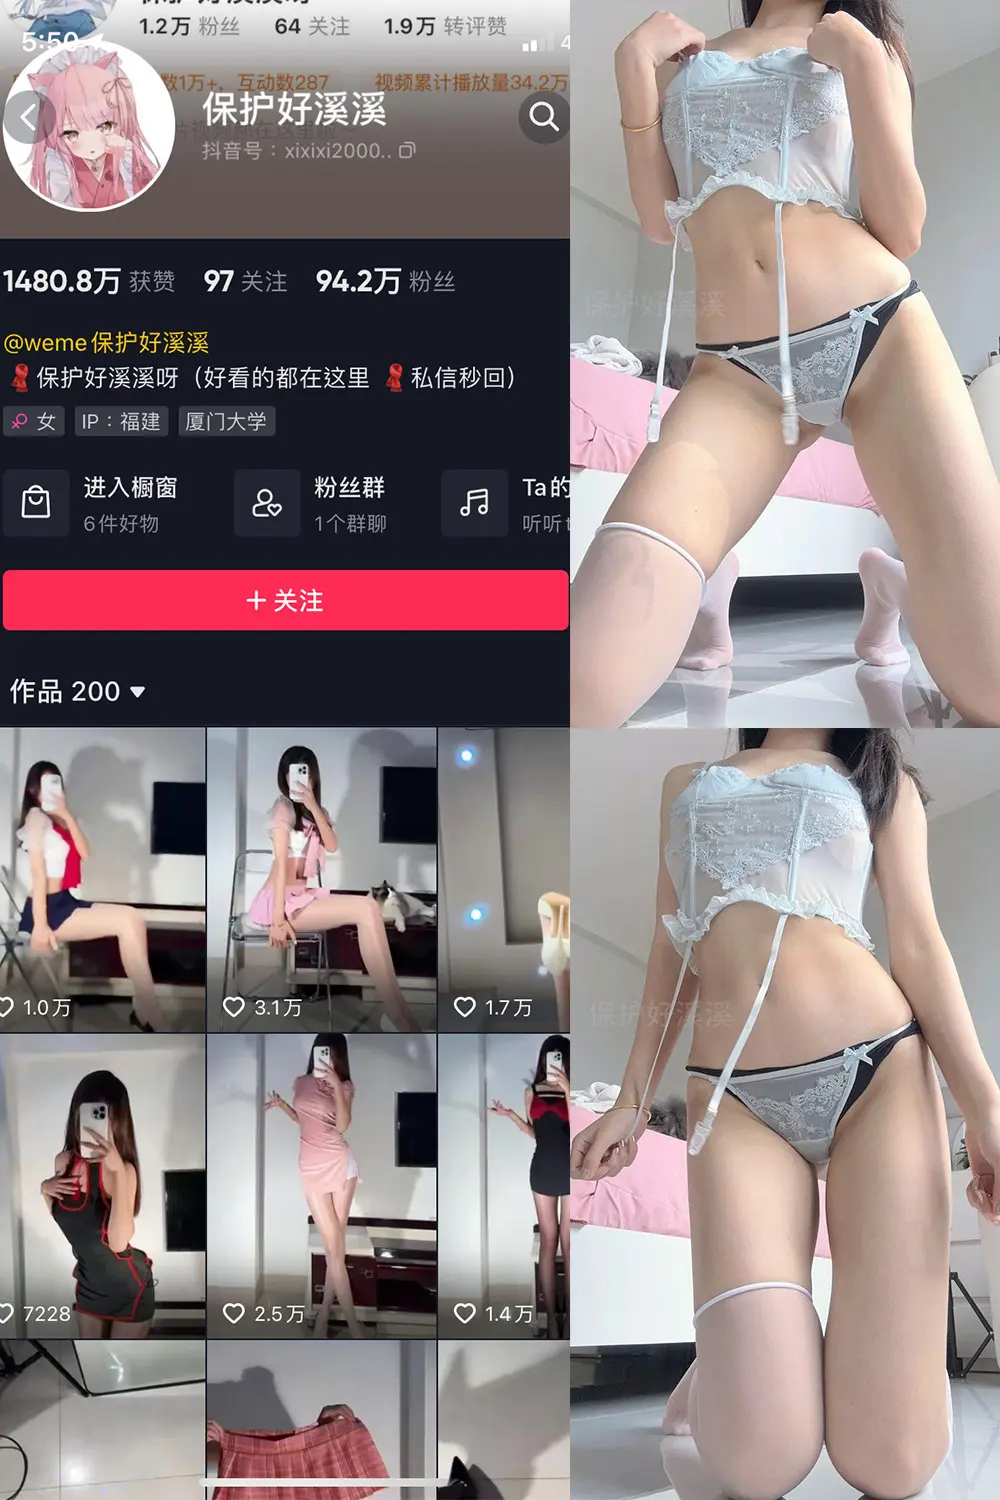 1.2万 粉丝 64 关注 1.9万 转评赞
5:50
数1万+，互动数287 视频累计播放量34.2万
保护好溪溪
抖音号：xixixi2000..
1480.8万 获赞 97 关注 94.2万 粉丝
@weme保护好溪溪
保护好溪溪呀（好看的都在这里 私信秒回）
女 IP：福建 厦门大学
进入橱窗
6件好物
粉丝群
1个群聊
Ta的
听听
+ 关注
作品 200
1.0万
3.1万
1.7万
7228
2.5万
1.4万
保护好溪溪
保护好溪溪